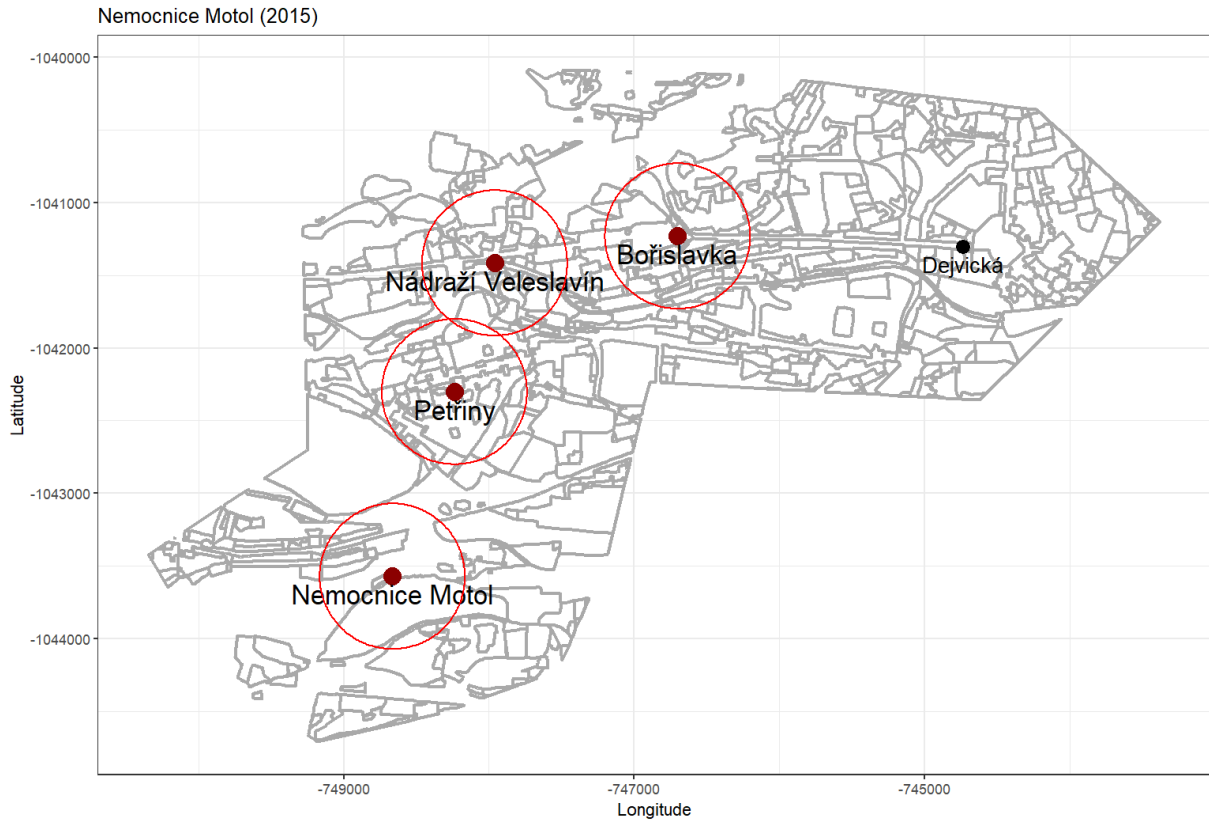 Nemocnice Motol (2015)
-1040000
-1041000
-1042000
-1043000
-1044000
Latitude
Bořislavka
Dejvická
Nádraží Veleslavín
Petřiny
Nemocnice Motol
-749000
-747000
-745000
Longitude